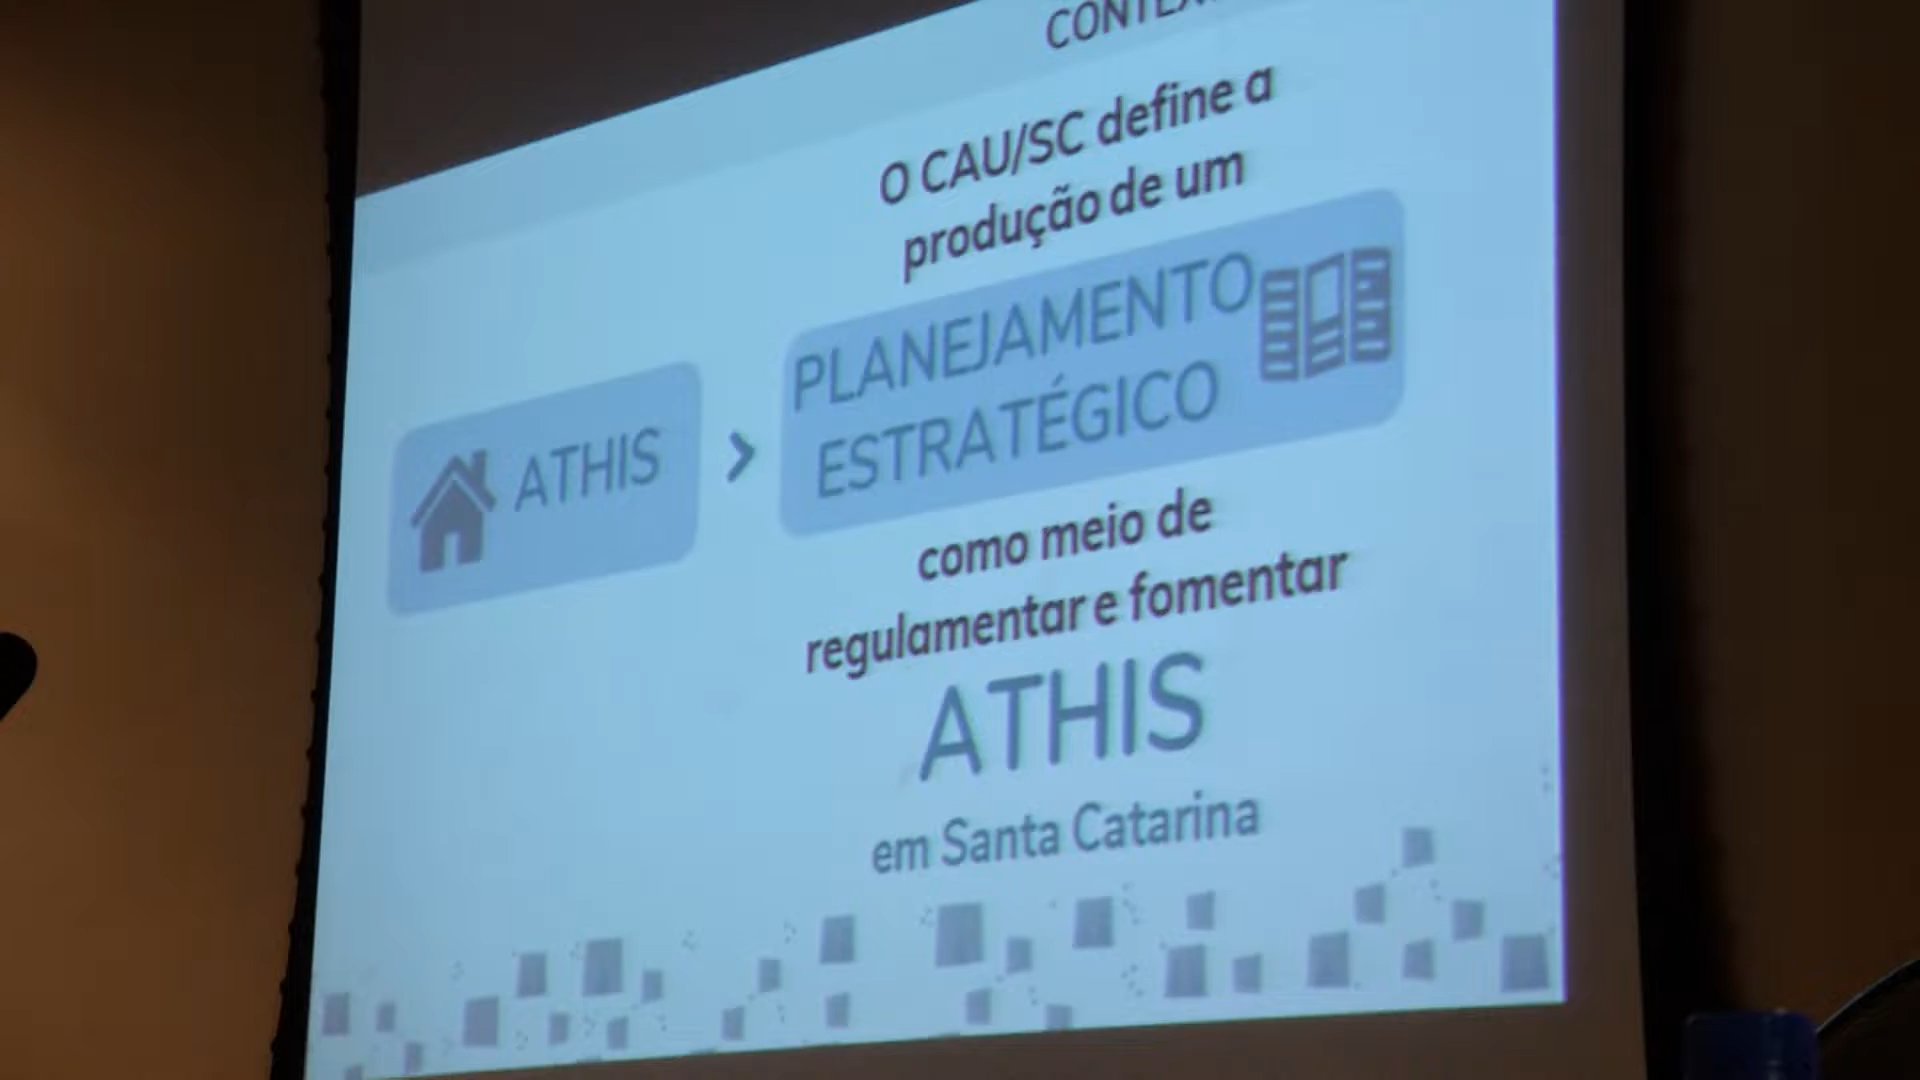 O CAU/SC define a
produção de um
PLANEJAMENTO
ESTRATÉGICO
ATHIS
como meio de
regulamentar e fomentar
ATHIS
em Santa Catarina